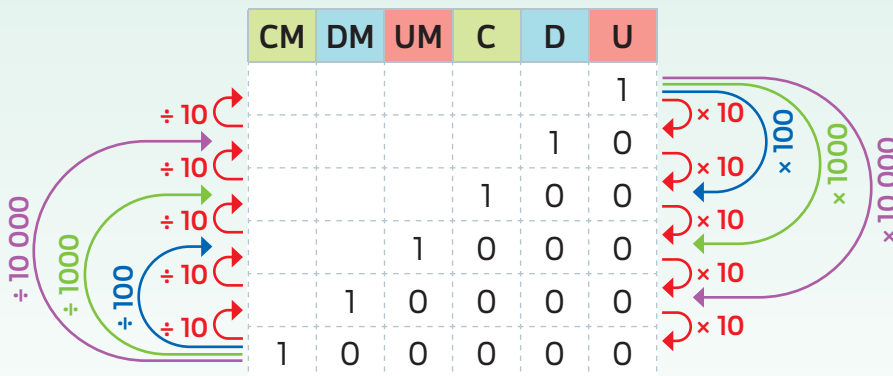 CM DM UM C D U
1
÷ 10 × 10
1 0
÷ 10 × 10
1 0 0
÷ 10 × 10
1 0 0 0
÷ 10 × 10
1 0 0 0 0
÷ 10 × 10
1 0 0 0 0 0
÷ 10 000
÷ 1000
÷ 100
× 100
× 1000
× 10 000